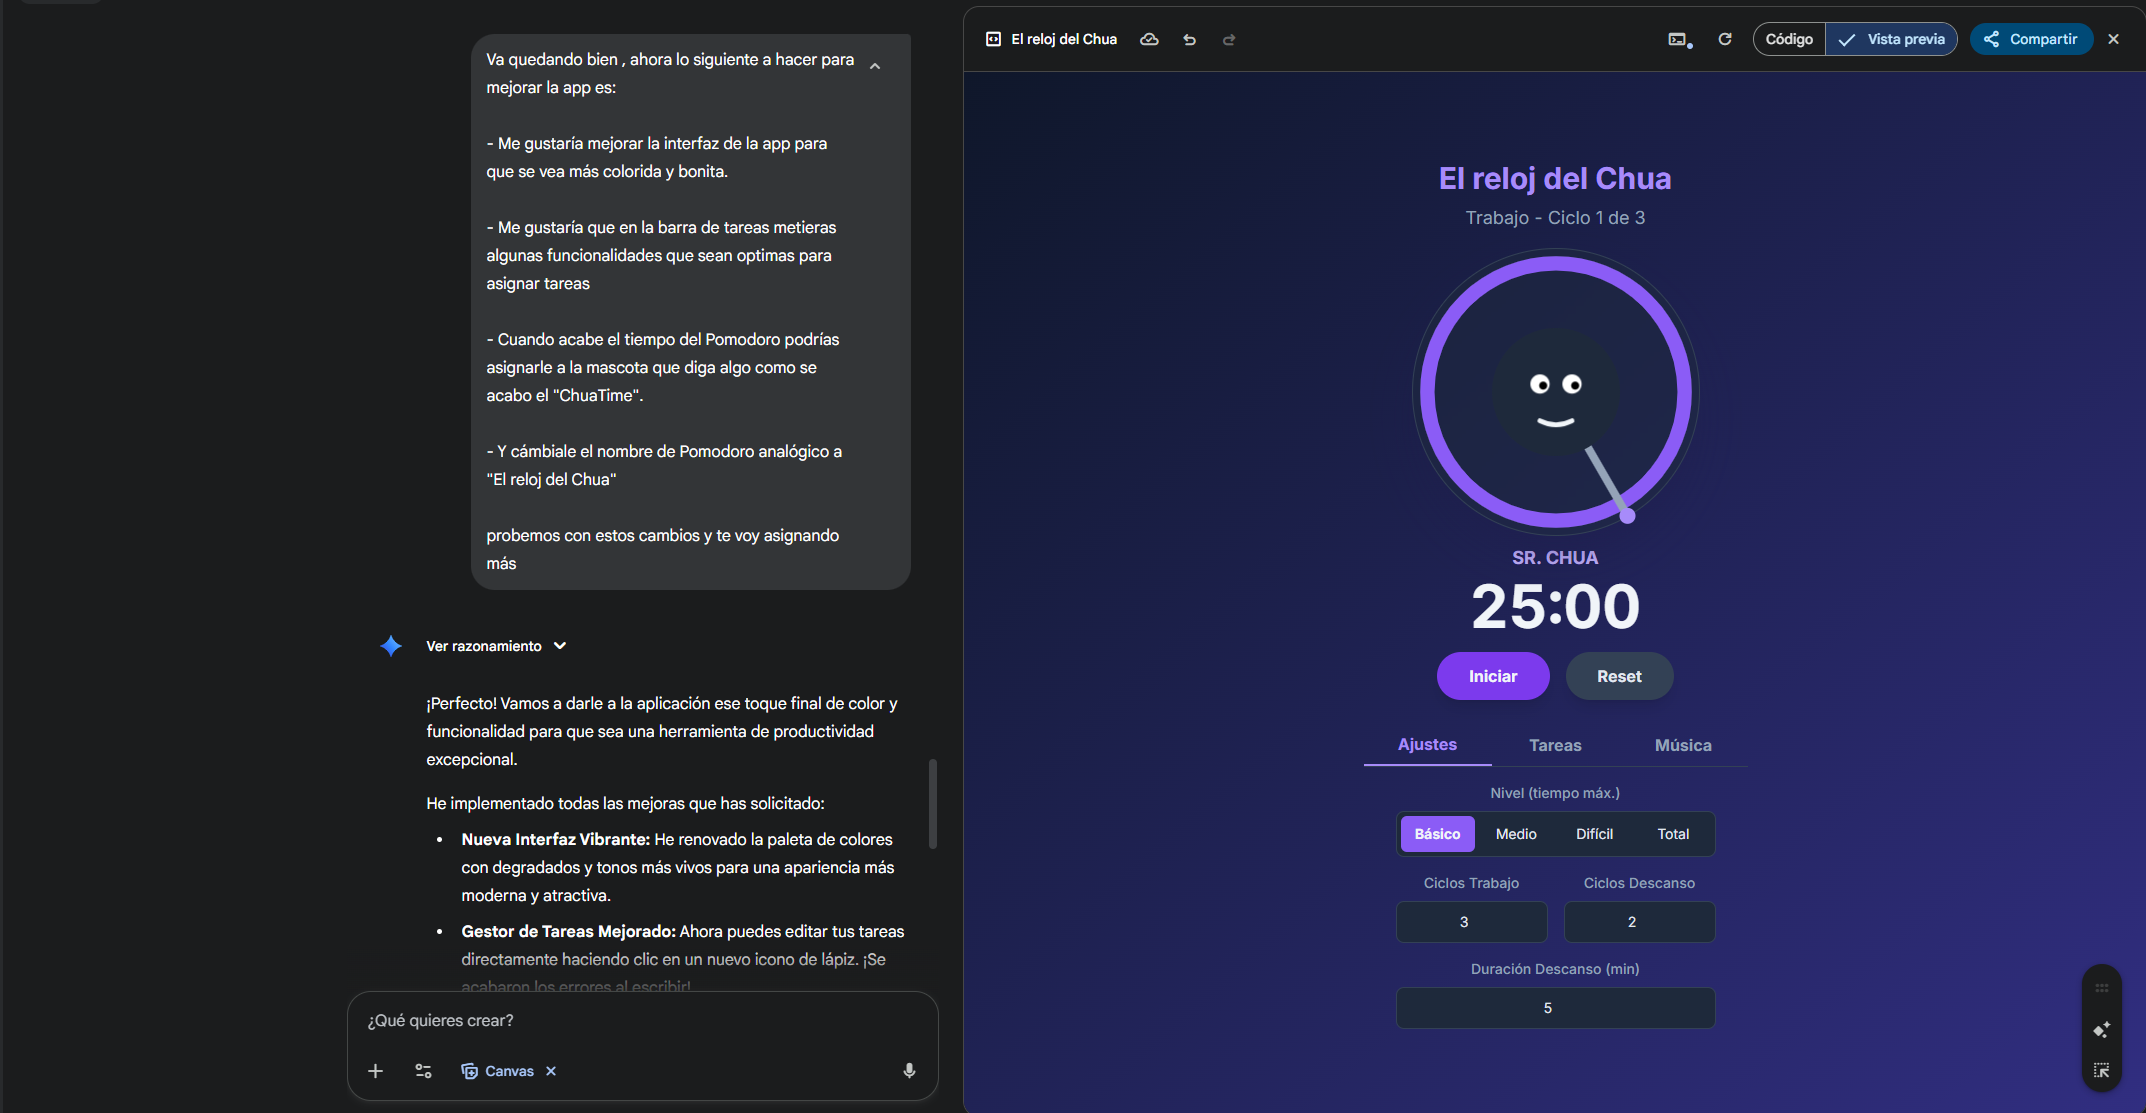 Va quedando bien , ahora lo siguiente a hacer para
mejorar la app es:
- Me gustaría mejorar la interfaz de la app para
que se vea más colorida y bonita.
- Me gustaría que en la barra de tareas metieras
algunas funcionalidades que sean optimas para
asignar tareas
- Cuando acabe el tiempo del Pomodoro podrías
asignarle a la mascota que diga algo como se
acabo el "ChuaTime".
- Y cámbiale el nombre de Pomodoro analógico a
"El reloj del Chua"
probemos con estos cambios y te voy asignando
más
Ver razonamiento
¡Perfecto! Vamos a darle a la aplicación ese toque final de color y
funcionalidad para que sea una herramienta de productividad
excepcional.
He implementado todas las mejoras que has solicitado:
• Nueva Interfaz Vibrante: He renovado la paleta de colores
con degradados y tonos más vivos para una apariencia más
moderna y atractiva.
• Gestor de Tareas Mejorado: Ahora puedes editar tus tareas
directamente haciendo clic en un nuevo icono de lápiz. ¡Se
acabaron los errores al escribir!
¿Qué quieres crear?
Canvas
El reloj del Chua
Código
Vista previa
Compartir
El reloj del Chua
Trabajo - Ciclo 1 de 3
SR. CHUA
25:00
Iniciar
Reset
Ajustes
Tareas
Música
Nivel (tiempo máx.)
Básico
Medio
Difícil
Total
Ciclos Trabajo
Ciclos Descanso
3
2
Duración Descanso (min)
5